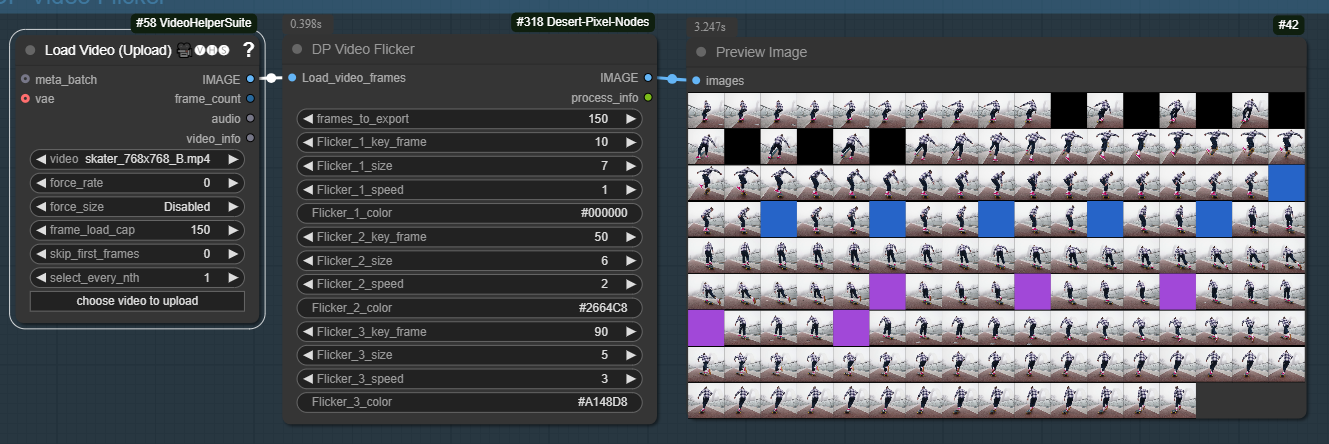 DP Video Flicker
#58 VideoHelperSuite
Load Video (Upload) 🎥🅥🅗🅢 ?
meta_batch IMAGE
vae frame_count
audio
video_info
video skater_768x768_B.mp4
force_rate 0
force_size Disabled
frame_load_cap 150
skip_first_frames 0
select_every_nth 1
choose video to upload
0.398s #318 Desert-Pixel-Nodes
DP Video Flicker
Load_video_frames IMAGE
process_info
frames_to_export 150
Flicker_1_key_frame 10
Flicker_1_size 7
Flicker_1_speed 1
Flicker_1_color #000000
Flicker_2_key_frame 50
Flicker_2_size 6
Flicker_2_speed 2
Flicker_2_color #2664C8
Flicker_3_key_frame 90
Flicker_3_size 5
Flicker_3_speed 3
Flicker_3_color #A148D8
3.247s #42
Preview Image
images